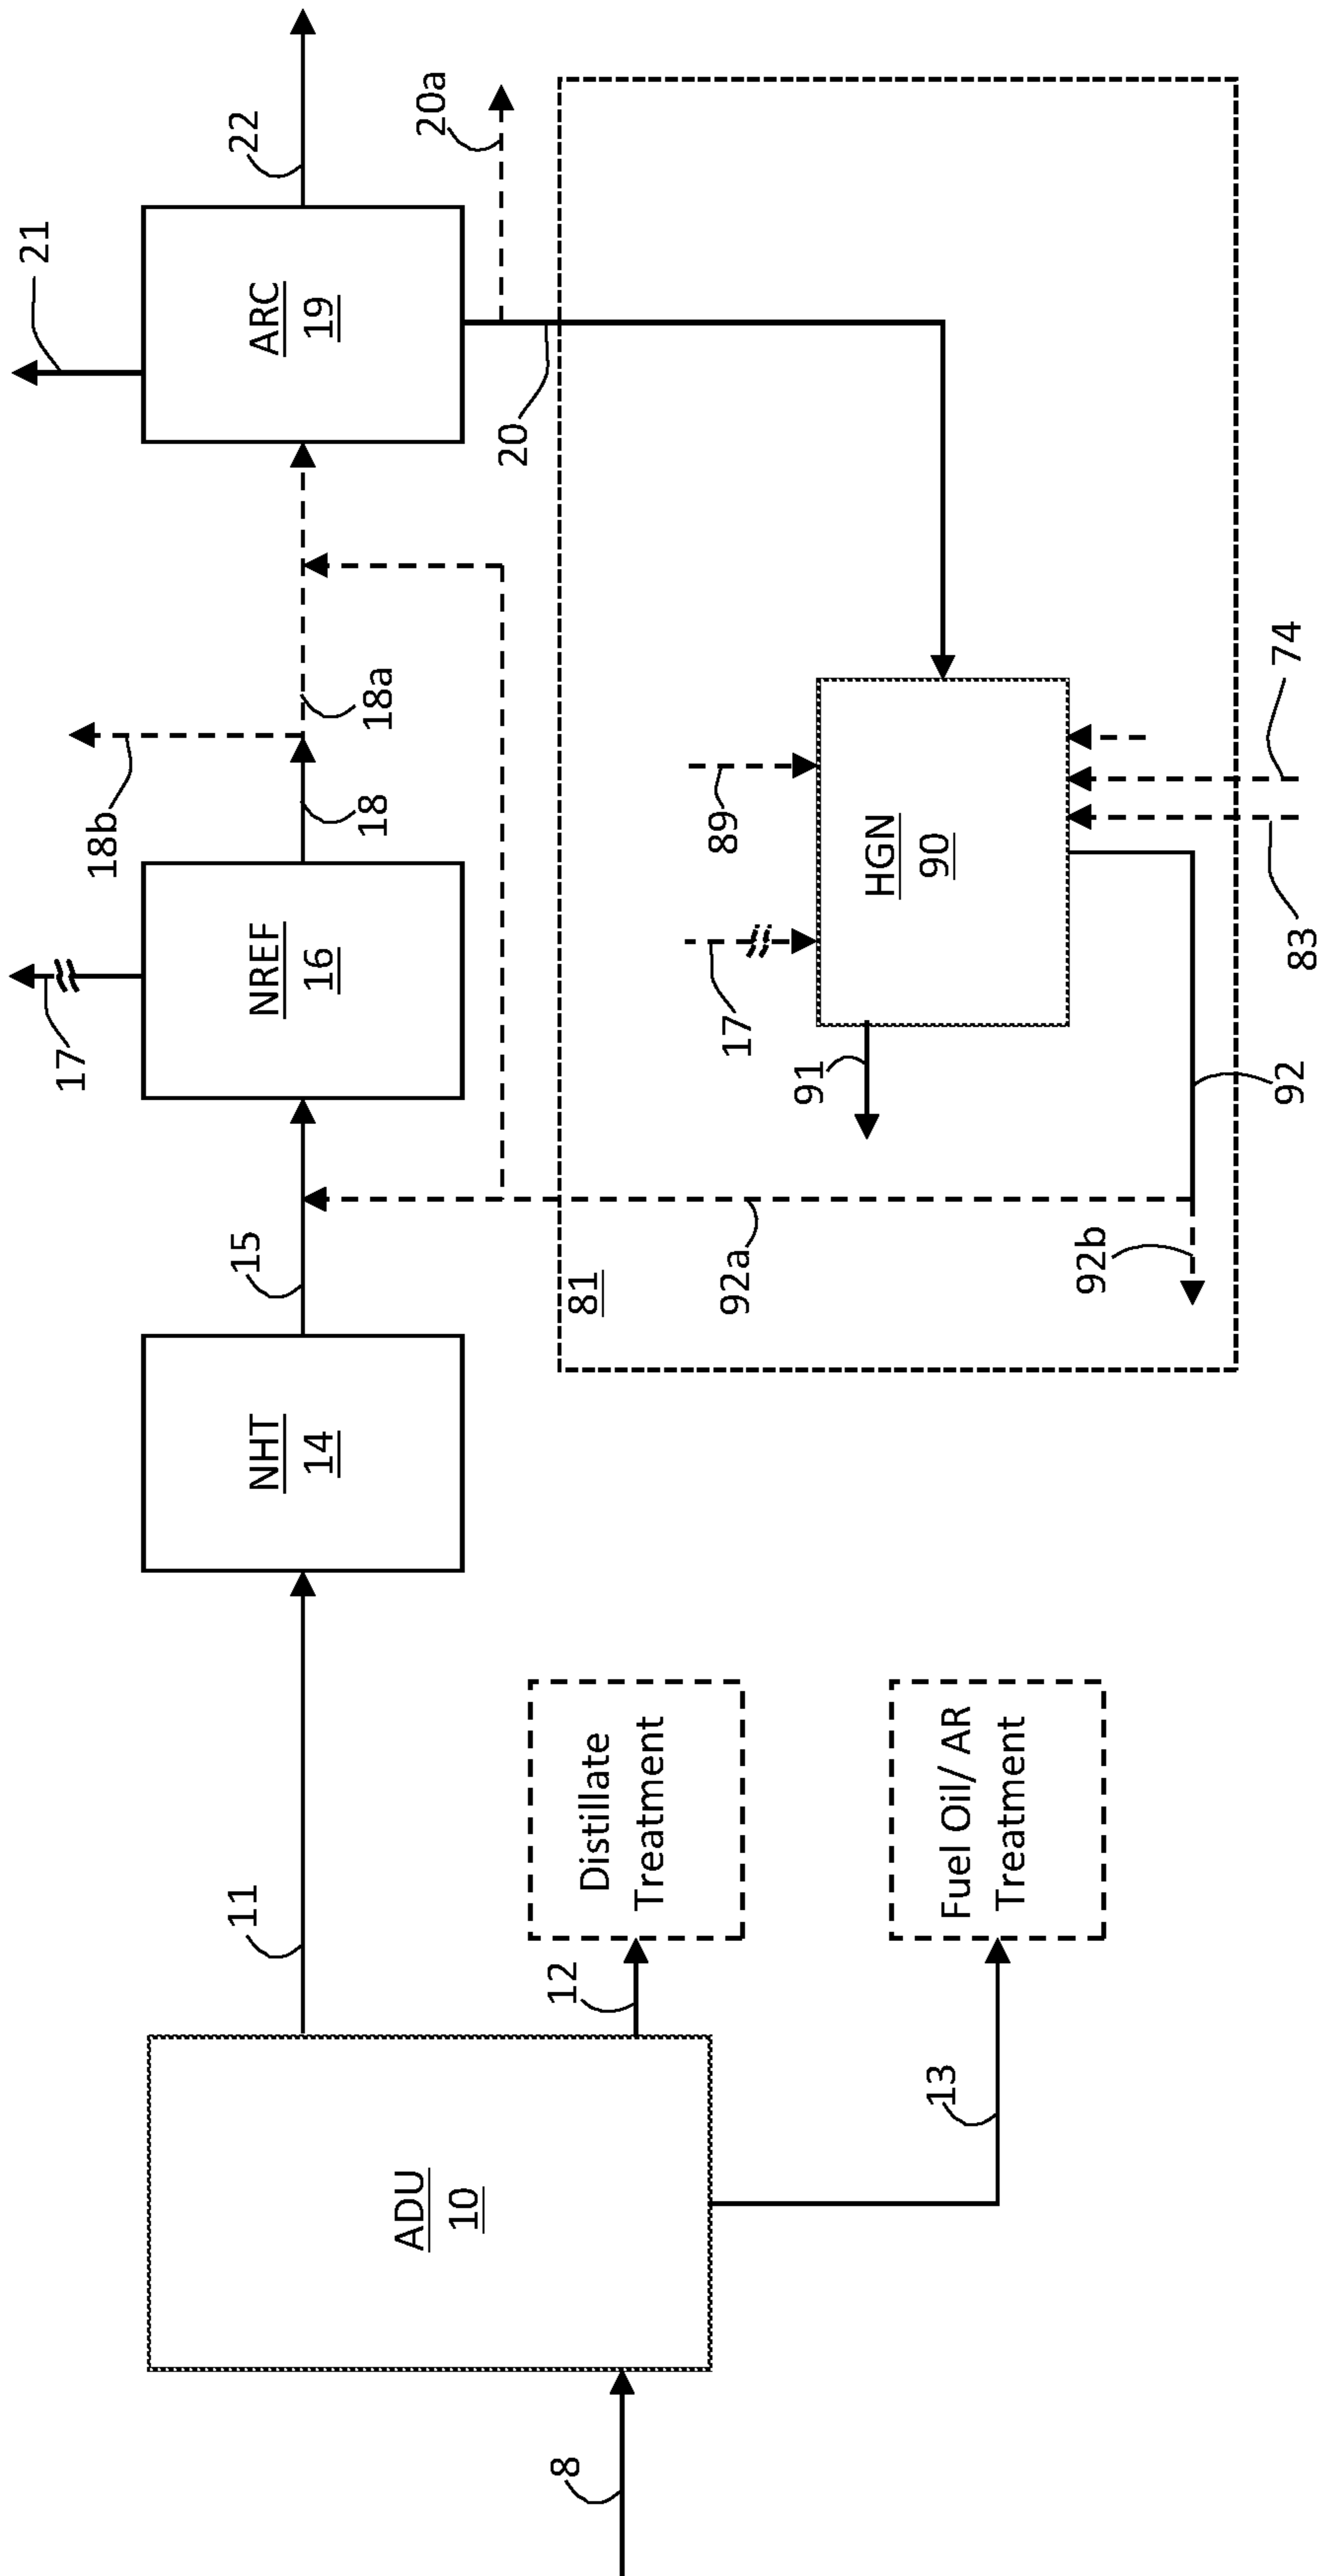 8
ADU
10
11
12
13
Distillate
Treatment
Fuel Oil/ AR
Treatment
NHT
14
15
NREF
16
17
18
18a
18b
ARC
19
20
20a
21
22
81
HGN
90
17
89
91
92
92a
92b
83
74